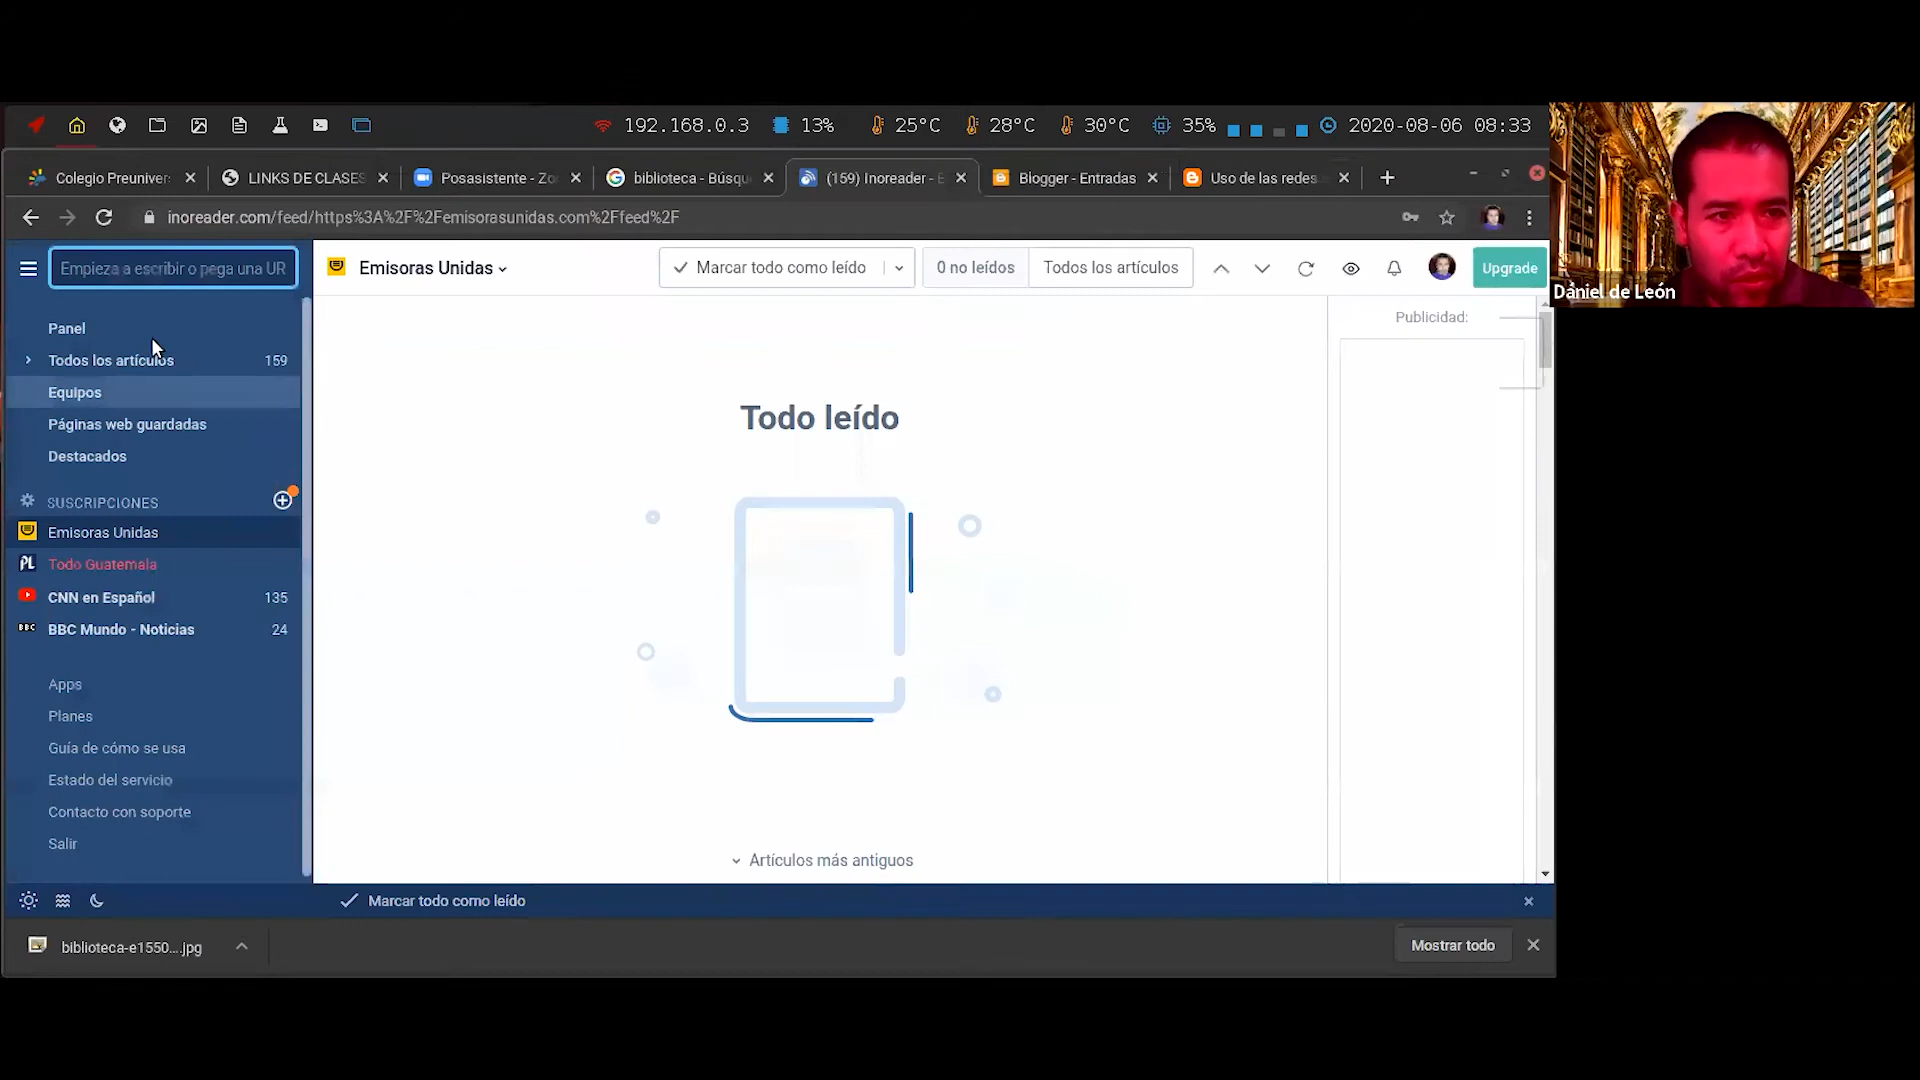 192.168.0.3 13% 25°C 28°C 30°C 35% 2020-08-06 08:33
Colegio Preuniver LINKS DE CLASES Posasistente - Zo biblioteca - Búsqu (159) Inoreader - E Blogger - Entradas Uso de las redes
inoreader.com/feed/https%3A%2F%2Femisorasunidas.com%2Ffeed%2F
Empieza a escribir o pega una UR
Emisoras Unidas
Marcar todo como leído
0 no leídos
Todos los artículos
Upgrade
Dániel de León
Publicidad:
Panel
Todos los artículos 159
Equipos
Páginas web guardadas
Destacados
SUSCRIPCIONES
Emisoras Unidas
PL Todo Guatemala
CNN en Español 135
BBC BBC Mundo - Noticias 24
Apps
Planes
Guía de cómo se usa
Estado del servicio
Contacto con soporte
Salir
Todo leído
Artículos más antiguos
Marcar todo como leído
biblioteca-e1550....jpg
Mostrar todo